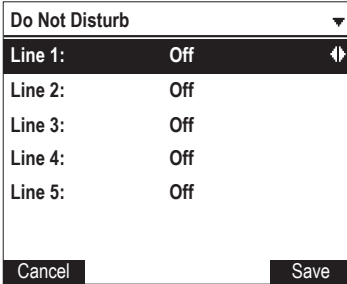 Do Not Disturb
Line 1: Off
Line 2: Off
Line 3: Off
Line 4: Off
Line 5: Off
Cancel Save